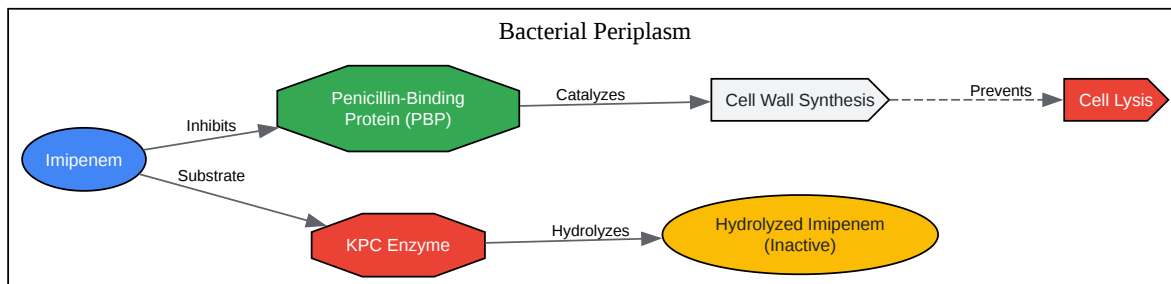 Bacterial Periplasm
Penicillin-Binding
Protein (PBP)
Catalyzes
Cell Wall Synthesis
Prevents
Cell Lysis
Inhibits
Imipenem
Substrate
KPC Enzyme
Hydrolyzes
Hydrolyzed Imipenem
(Inactive)